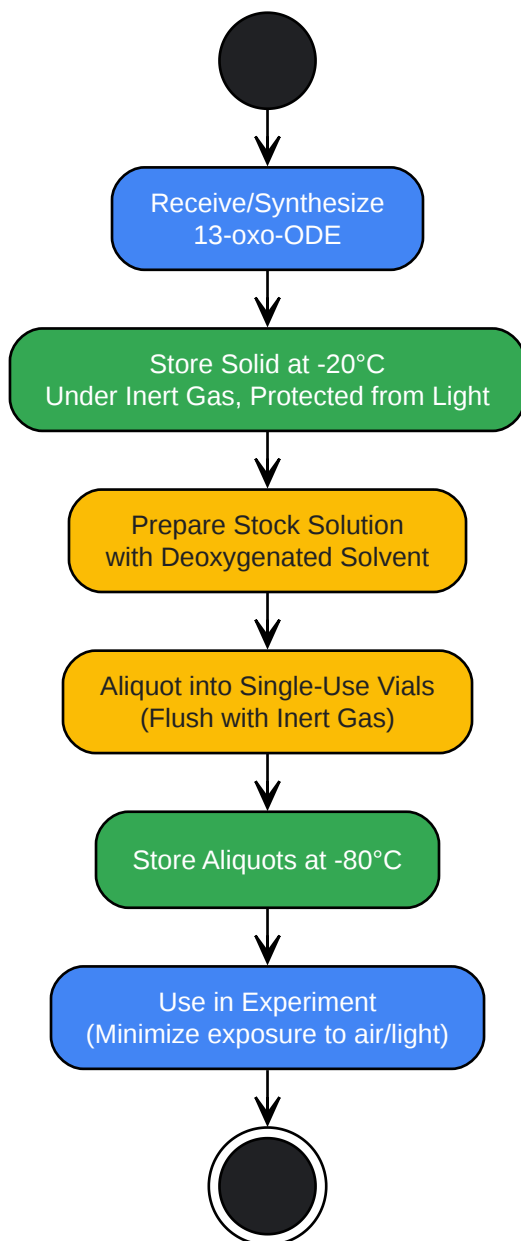 Receive/Synthesize
13-oxo-ODE
Store Solid at -20°C
Under Inert Gas, Protected from Light
Prepare Stock Solution
with Deoxygenated Solvent
Aliquot into Single-Use Vials
(Flush with Inert Gas)
Store Aliquots at -80°C
Use in Experiment
(Minimize exposure to air/light)